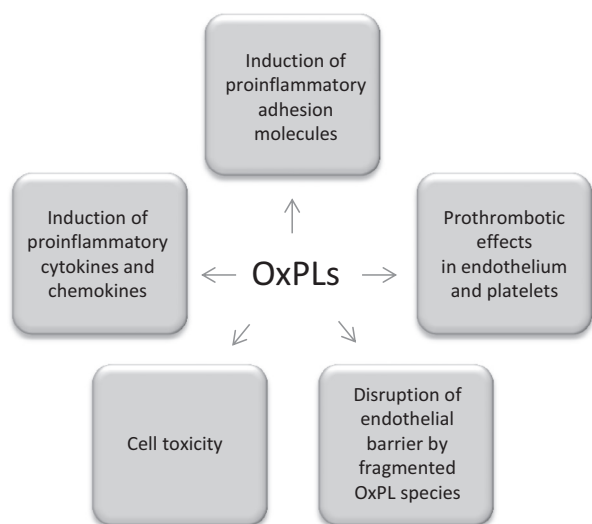 Induction of
proinflammatory
adhesion
molecules
Induction of
proinflammatory
cytokines and
chemokines
OxPLs
Prothrombotic
effects
in endothelium
and platelets
Cell toxicity
Disruption of
endothelial
barrier by
fragmented
OxPL species